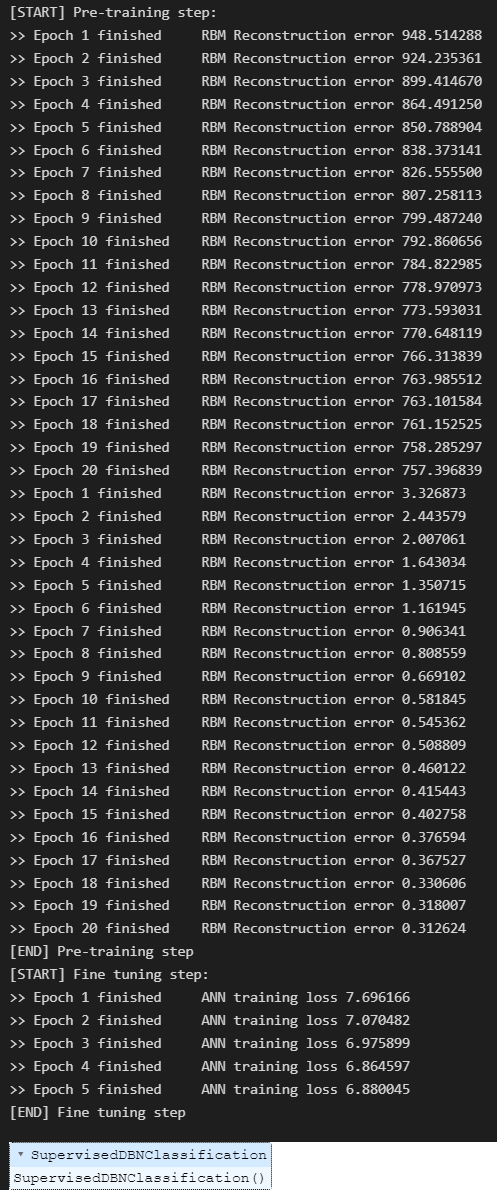 [START] Pre-training step:
>> Epoch 1 finished     RBM Reconstruction error 948.514288
>> Epoch 2 finished     RBM Reconstruction error 924.235361
>> Epoch 3 finished     RBM Reconstruction error 899.414670
>> Epoch 4 finished     RBM Reconstruction error 864.491250
>> Epoch 5 finished     RBM Reconstruction error 850.788904
>> Epoch 6 finished     RBM Reconstruction error 838.373141
>> Epoch 7 finished     RBM Reconstruction error 826.555500
>> Epoch 8 finished     RBM Reconstruction error 807.258113
>> Epoch 9 finished     RBM Reconstruction error 799.487240
>> Epoch 10 finished    RBM Reconstruction error 792.860656
>> Epoch 11 finished    RBM Reconstruction error 784.822985
>> Epoch 12 finished    RBM Reconstruction error 778.970973
>> Epoch 13 finished    RBM Reconstruction error 773.593031
>> Epoch 14 finished    RBM Reconstruction error 770.648119
>> Epoch 15 finished    RBM Reconstruction error 766.313839
>> Epoch 16 finished    RBM Reconstruction error 763.985512
>> Epoch 17 finished    RBM Reconstruction error 763.101584
>> Epoch 18 finished    RBM Reconstruction error 761.152525
>> Epoch 19 finished    RBM Reconstruction error 758.285297
>> Epoch 20 finished    RBM Reconstruction error 757.396839
>> Epoch 1 finished     RBM Reconstruction error 3.326873
>> Epoch 2 finished     RBM Reconstruction error 2.443579
>> Epoch 3 finished     RBM Reconstruction error 2.007061
>> Epoch 4 finished     RBM Reconstruction error 1.643034
>> Epoch 5 finished     RBM Reconstruction error 1.350715
>> Epoch 6 finished     RBM Reconstruction error 1.161945
>> Epoch 7 finished     RBM Reconstruction error 0.906341
>> Epoch 8 finished     RBM Reconstruction error 0.808559
>> Epoch 9 finished     RBM Reconstruction error 0.669102
>> Epoch 10 finished    RBM Reconstruction error 0.581845
>> Epoch 11 finished    RBM Reconstruction error 0.545362
>> Epoch 12 finished    RBM Reconstruction error 0.508809
>> Epoch 13 finished    RBM Reconstruction error 0.460122
>> Epoch 14 finished    RBM Reconstruction error 0.415443
>> Epoch 15 finished    RBM Reconstruction error 0.402758
>> Epoch 16 finished    RBM Reconstruction error 0.376594
>> Epoch 17 finished    RBM Reconstruction error 0.367527
>> Epoch 18 finished    RBM Reconstruction error 0.330606
>> Epoch 19 finished    RBM Reconstruction error 0.318007
>> Epoch 20 finished    RBM Reconstruction error 0.312624
[END] Pre-training step
[START] Fine tuning step:
>> Epoch 1 finished     ANN training loss 7.696166
>> Epoch 2 finished     ANN training loss 7.070482
>> Epoch 3 finished     ANN training loss 6.975899
>> Epoch 4 finished     ANN training loss 6.864597
>> Epoch 5 finished     ANN training loss 6.880045
[END] Fine tuning step
▾ SupervisedDBNClassification
SupervisedDBNClassification()